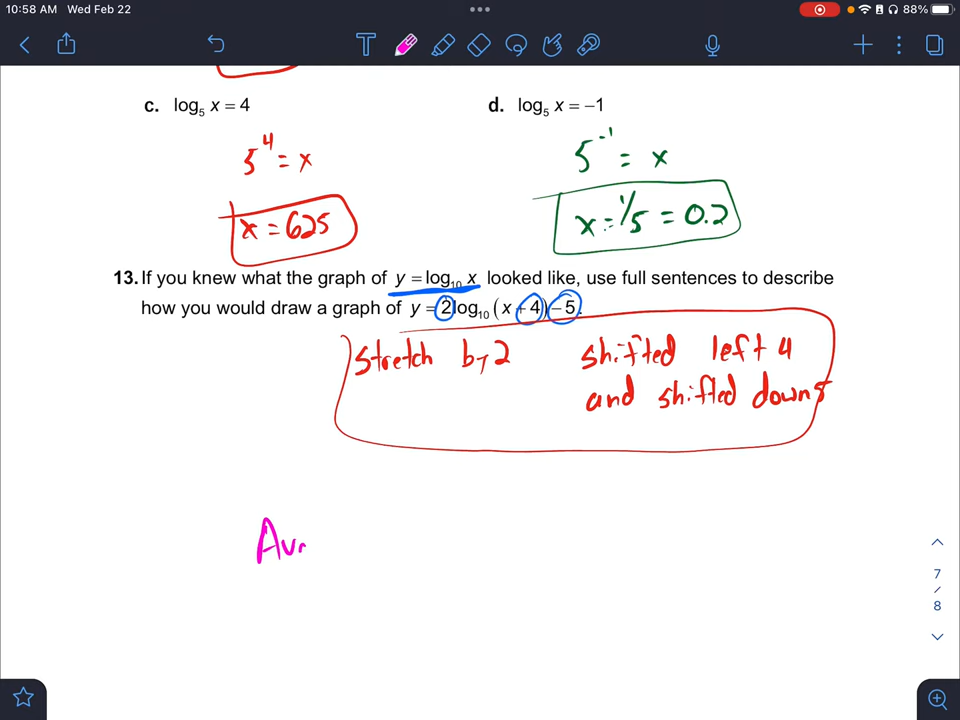 10:58 AM Wed Feb 22
88%
T
c. log₅ x = 4
d. log₅ x = −1
5⁴ = x
5⁻¹ = x
x = 625
x = 1/5 = 0.2
13. If you knew what the graph of y = log₁₀ x looked like, use full sentences to describe
how you would draw a graph of y = 2log₁₀ (x + 4) − 5.
Stretch by 2 shifted left 4
and shifted down 5
7
/
8